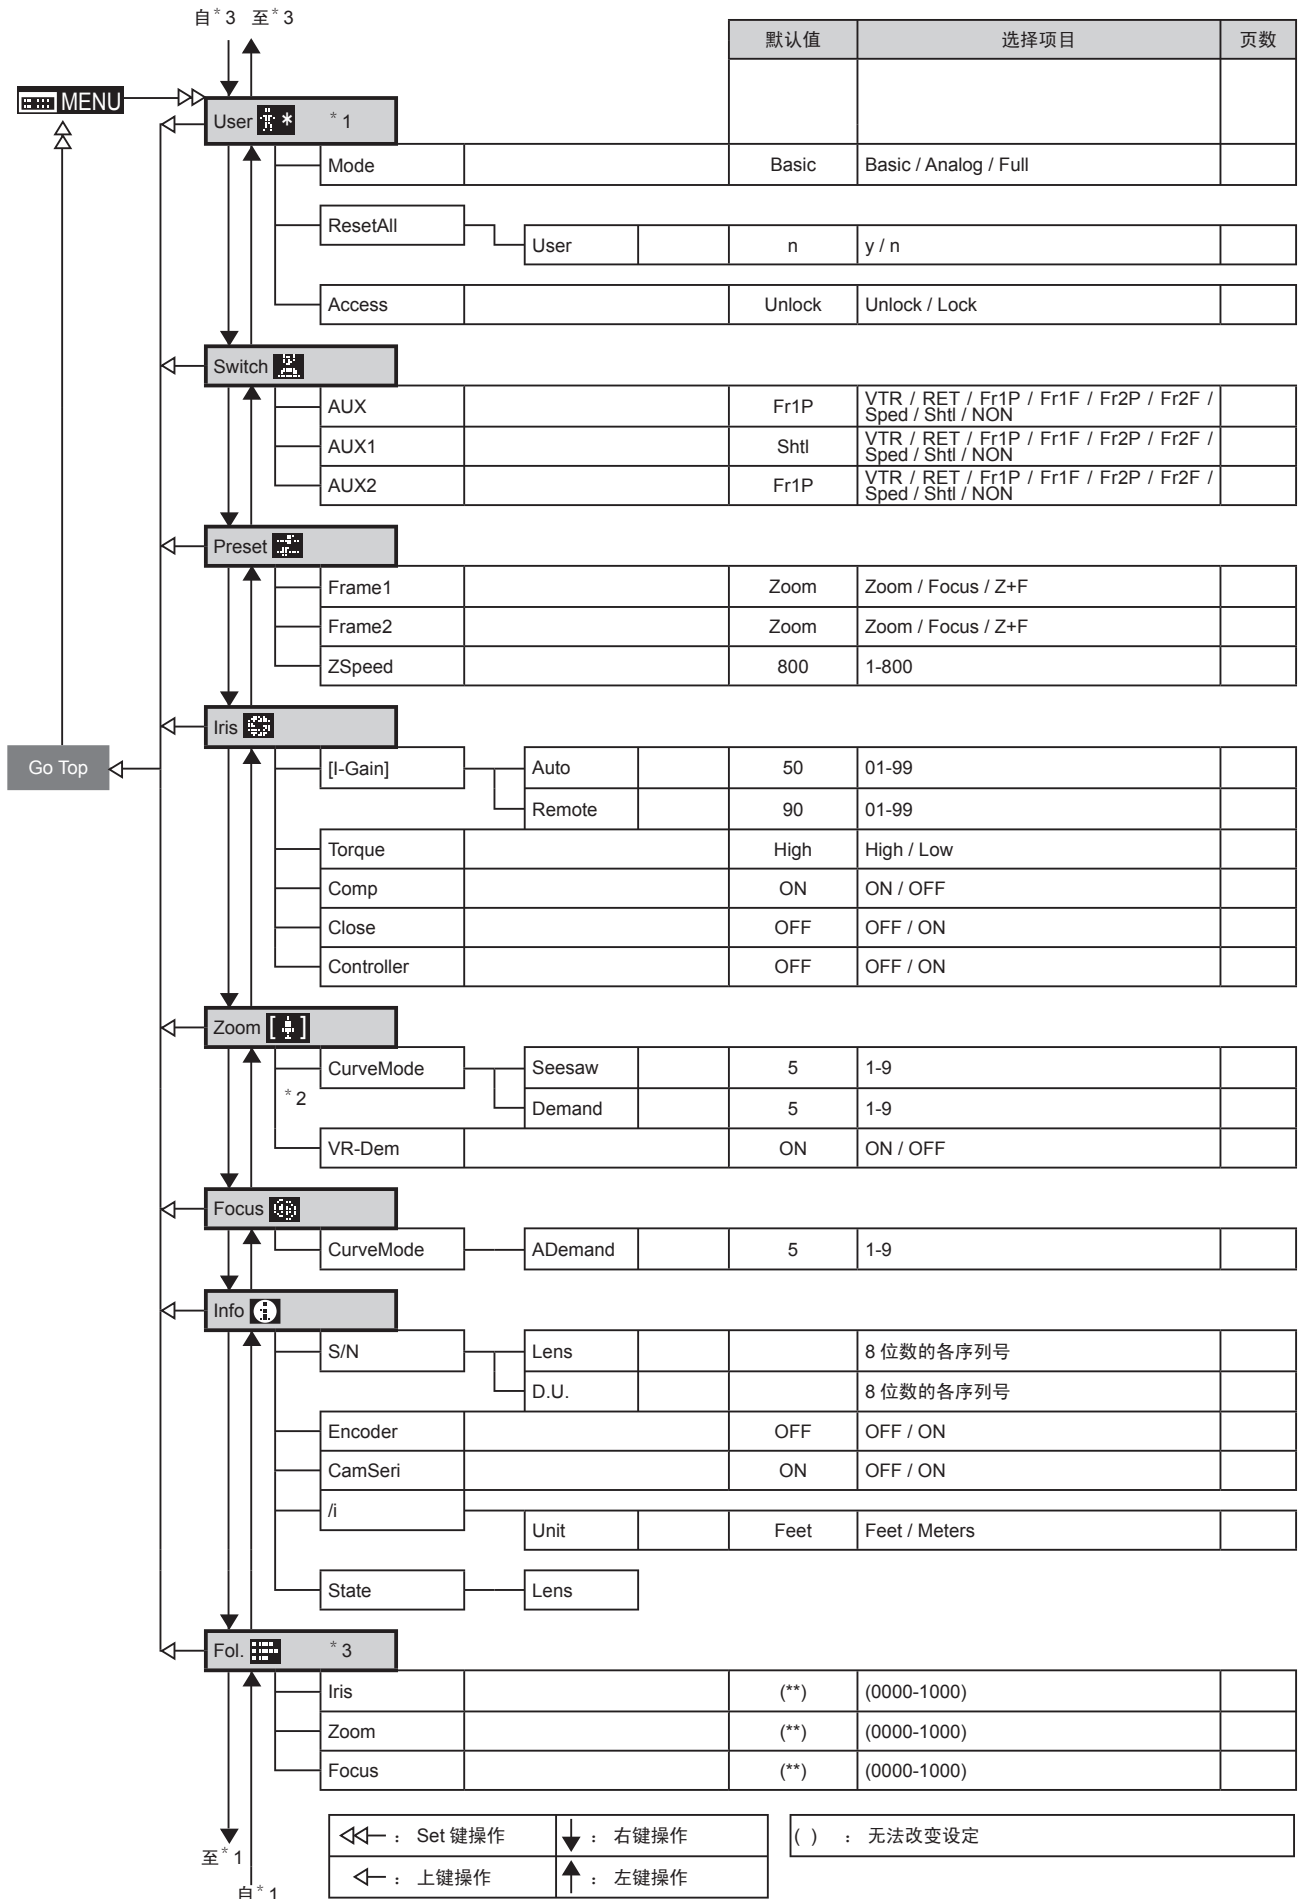 自*3 至*3
默认值 选择项目 页数
MENU
User *1
Mode Basic Basic / Analog / Full
ResetAll
User n y / n
Access Unlock Unlock / Lock
Switch
AUX Fr1P VTR / RET / Fr1P / Fr1F / Fr2P / Fr2F /
Sped / Shtl / NON
AUX1 Shtl VTR / RET / Fr1P / Fr1F / Fr2P / Fr2F /
Sped / Shtl / NON
AUX2 Fr1P VTR / RET / Fr1P / Fr1F / Fr2P / Fr2F /
Sped / Shtl / NON
Preset
Frame1 Zoom Zoom / Focus / Z+F
Frame2 Zoom Zoom / Focus / Z+F
ZSpeed 800 1-800
Iris
Go Top
[I-Gain] Auto 50 01-99
Remote 90 01-99
Torque High High / Low
Comp ON ON / OFF
Close OFF OFF / ON
Controller OFF OFF / ON
Zoom
CurveMode Seesaw 5 1-9
*2
Demand 5 1-9
VR-Dem ON ON / OFF
Focus
CurveMode ADemand 5 1-9
Info
S/N Lens 8 位数的各序列号
D.U. 8 位数的各序列号
Encoder OFF OFF / ON
CamSeri ON OFF / ON
/i
Unit Feet Feet / Meters
State Lens
Fol. *3
Iris (**) (0000-1000)
Zoom (**) (0000-1000)
Focus (**) (0000-1000)
： Set 键操作 ： 右键操作 ( ) ： 无法改变设定
至*1
： 上键操作 ： 左键操作
自*1